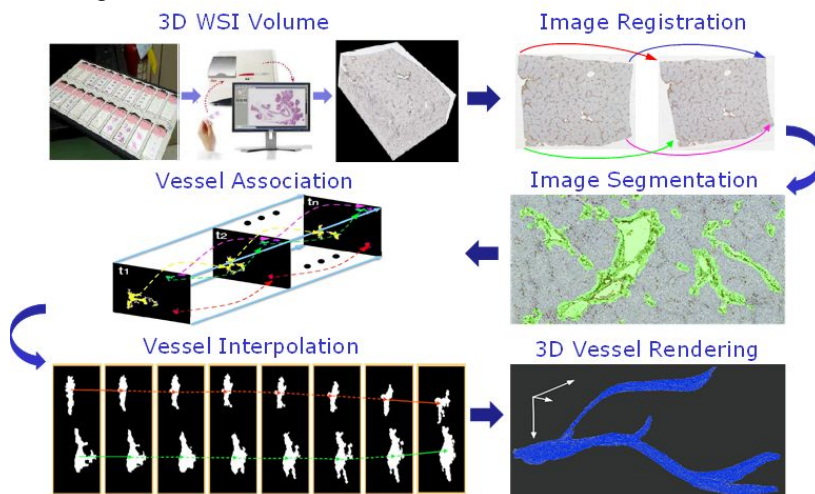 3D WSI Volume
Image Registration
Vessel Association
Image Segmentation
t1
t2
tn
Vessel Interpolation
3D Vessel Rendering